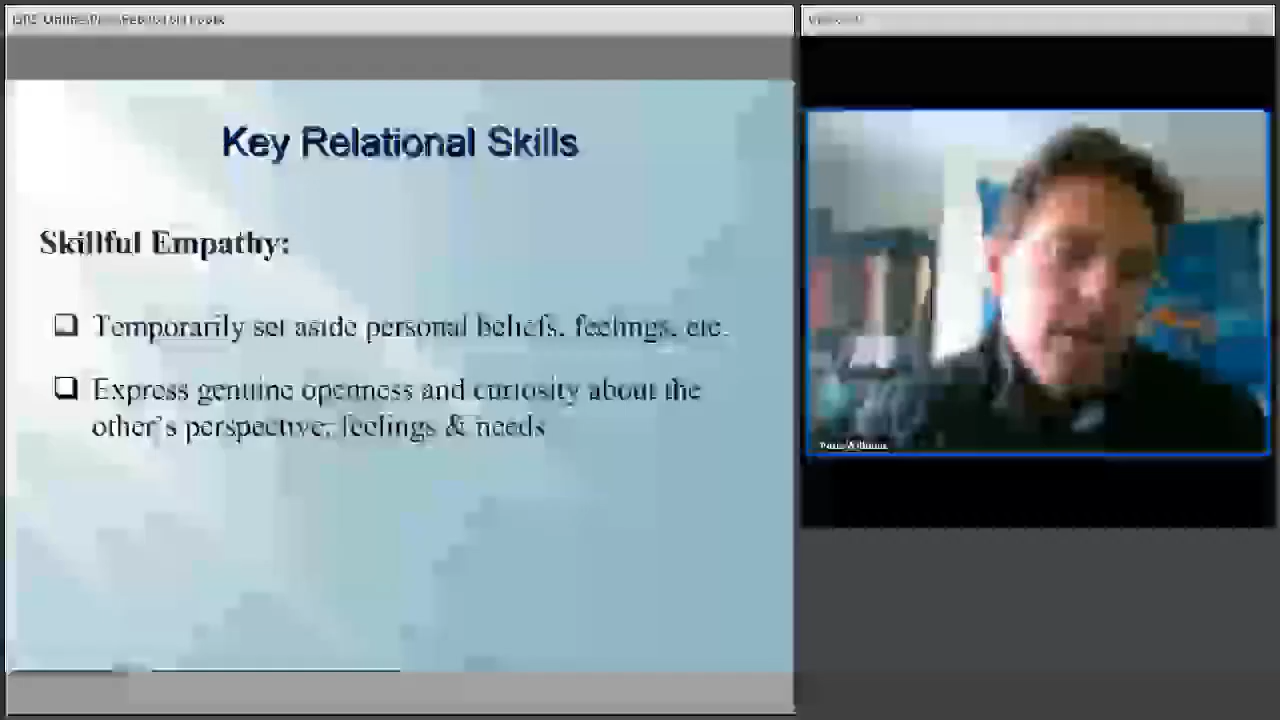 Key Relational Skills
Skillful Empathy:
Temporarily set aside personal beliefs, feelings, etc.
Express genuine openness and curiosity about the
other's perspective, feelings & needs